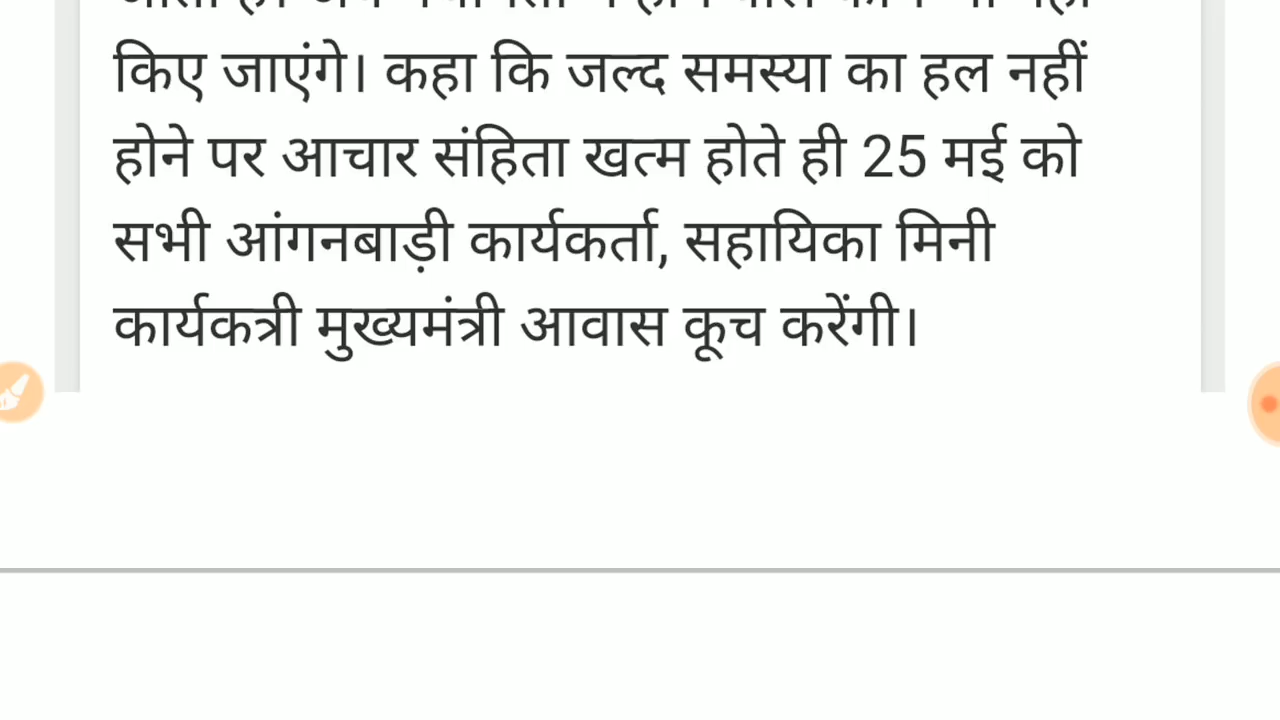 किए जाएंगे। कहा कि जल्द समस्या का हल नहीं
होने पर आचार संहिता खत्म होते ही 25 मई को
सभी आंगनबाड़ी कार्यकर्ता, सहायिका मिनी
कार्यकत्री मुख्यमंत्री आवास कूच करेंगी।